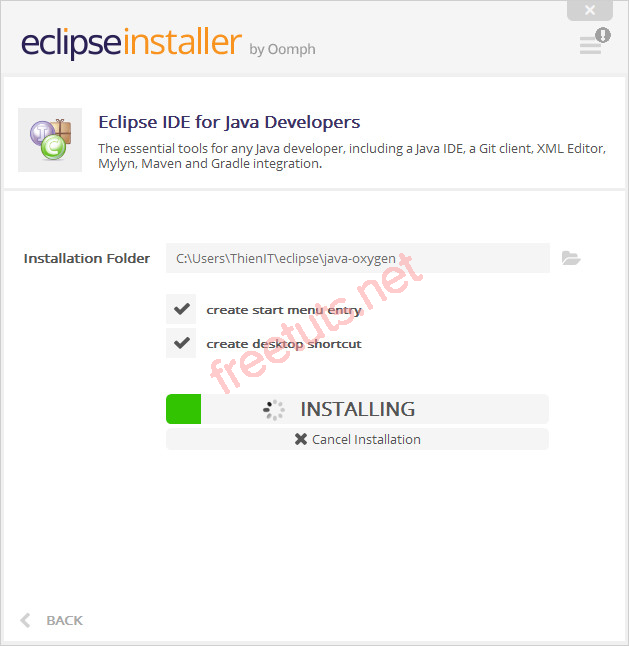 eclipseinstaller by Oomph
Eclipse IDE for Java Developers
The essential tools for any Java developer, including a Java IDE, a Git client, XML Editor,
Mylyn, Maven and Gradle integration.
Installation Folder C:\Users\ThienIT\eclipse\java-oxygen
create start menu entry
create desktop shortcut
freetuts.net
INSTALLING
Cancel Installation
BACK